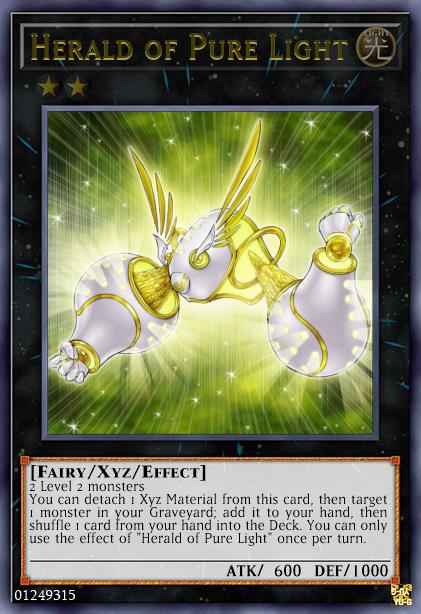 Herald of Pure Light
LIGHT
光
[Fairy/Xyz/Effect]
2 Level 2 monsters
You can detach 1 Xyz Material from this card, then target
1 monster in your Graveyard; add it to your hand, then
shuffle 1 card from your hand into the Deck. You can only
use the effect of "Herald of Pure Light" once per turn.
ATK/ 600 DEF/1000
01249315